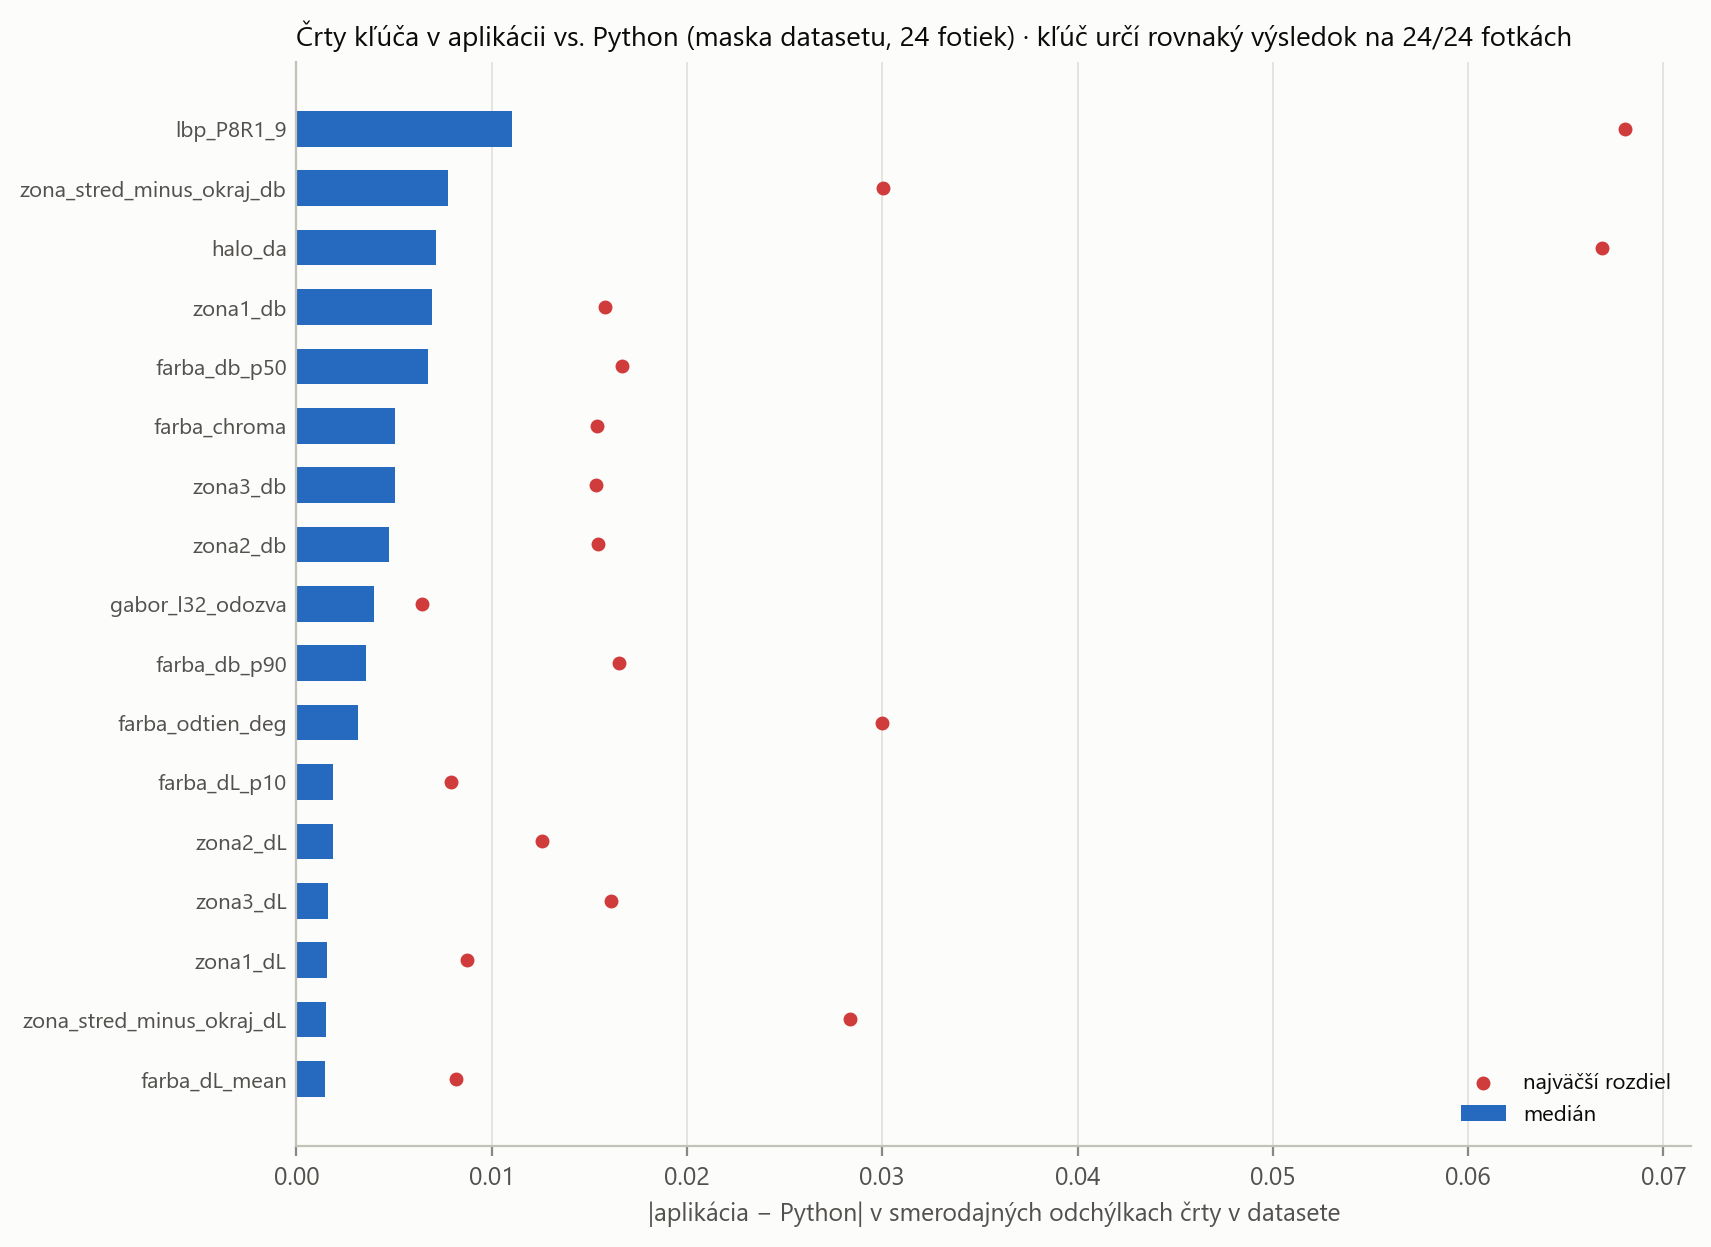 Črty kľúča v aplikácii vs. Python (maska datasetu, 24 fotiek) · kľúč určí rovnaký výsledok na 24/24 fotkách
lbp_P8R1_9
zona_stred_minus_okraj_db
halo_da
zona1_db
farba_db_p50
farba_chroma
zona3_db
zona2_db
gabor_l32_odozva
farba_db_p90
farba_odtien_deg
farba_dL_p10
zona2_dL
zona3_dL
zona1_dL
zona_stred_minus_okraj_dL
farba_dL_mean
najväčší rozdiel
medián
0.00 0.01 0.02 0.03 0.04 0.05 0.06 0.07
|aplikácia − Python| v smerodajných odchýlkach črty v datasete